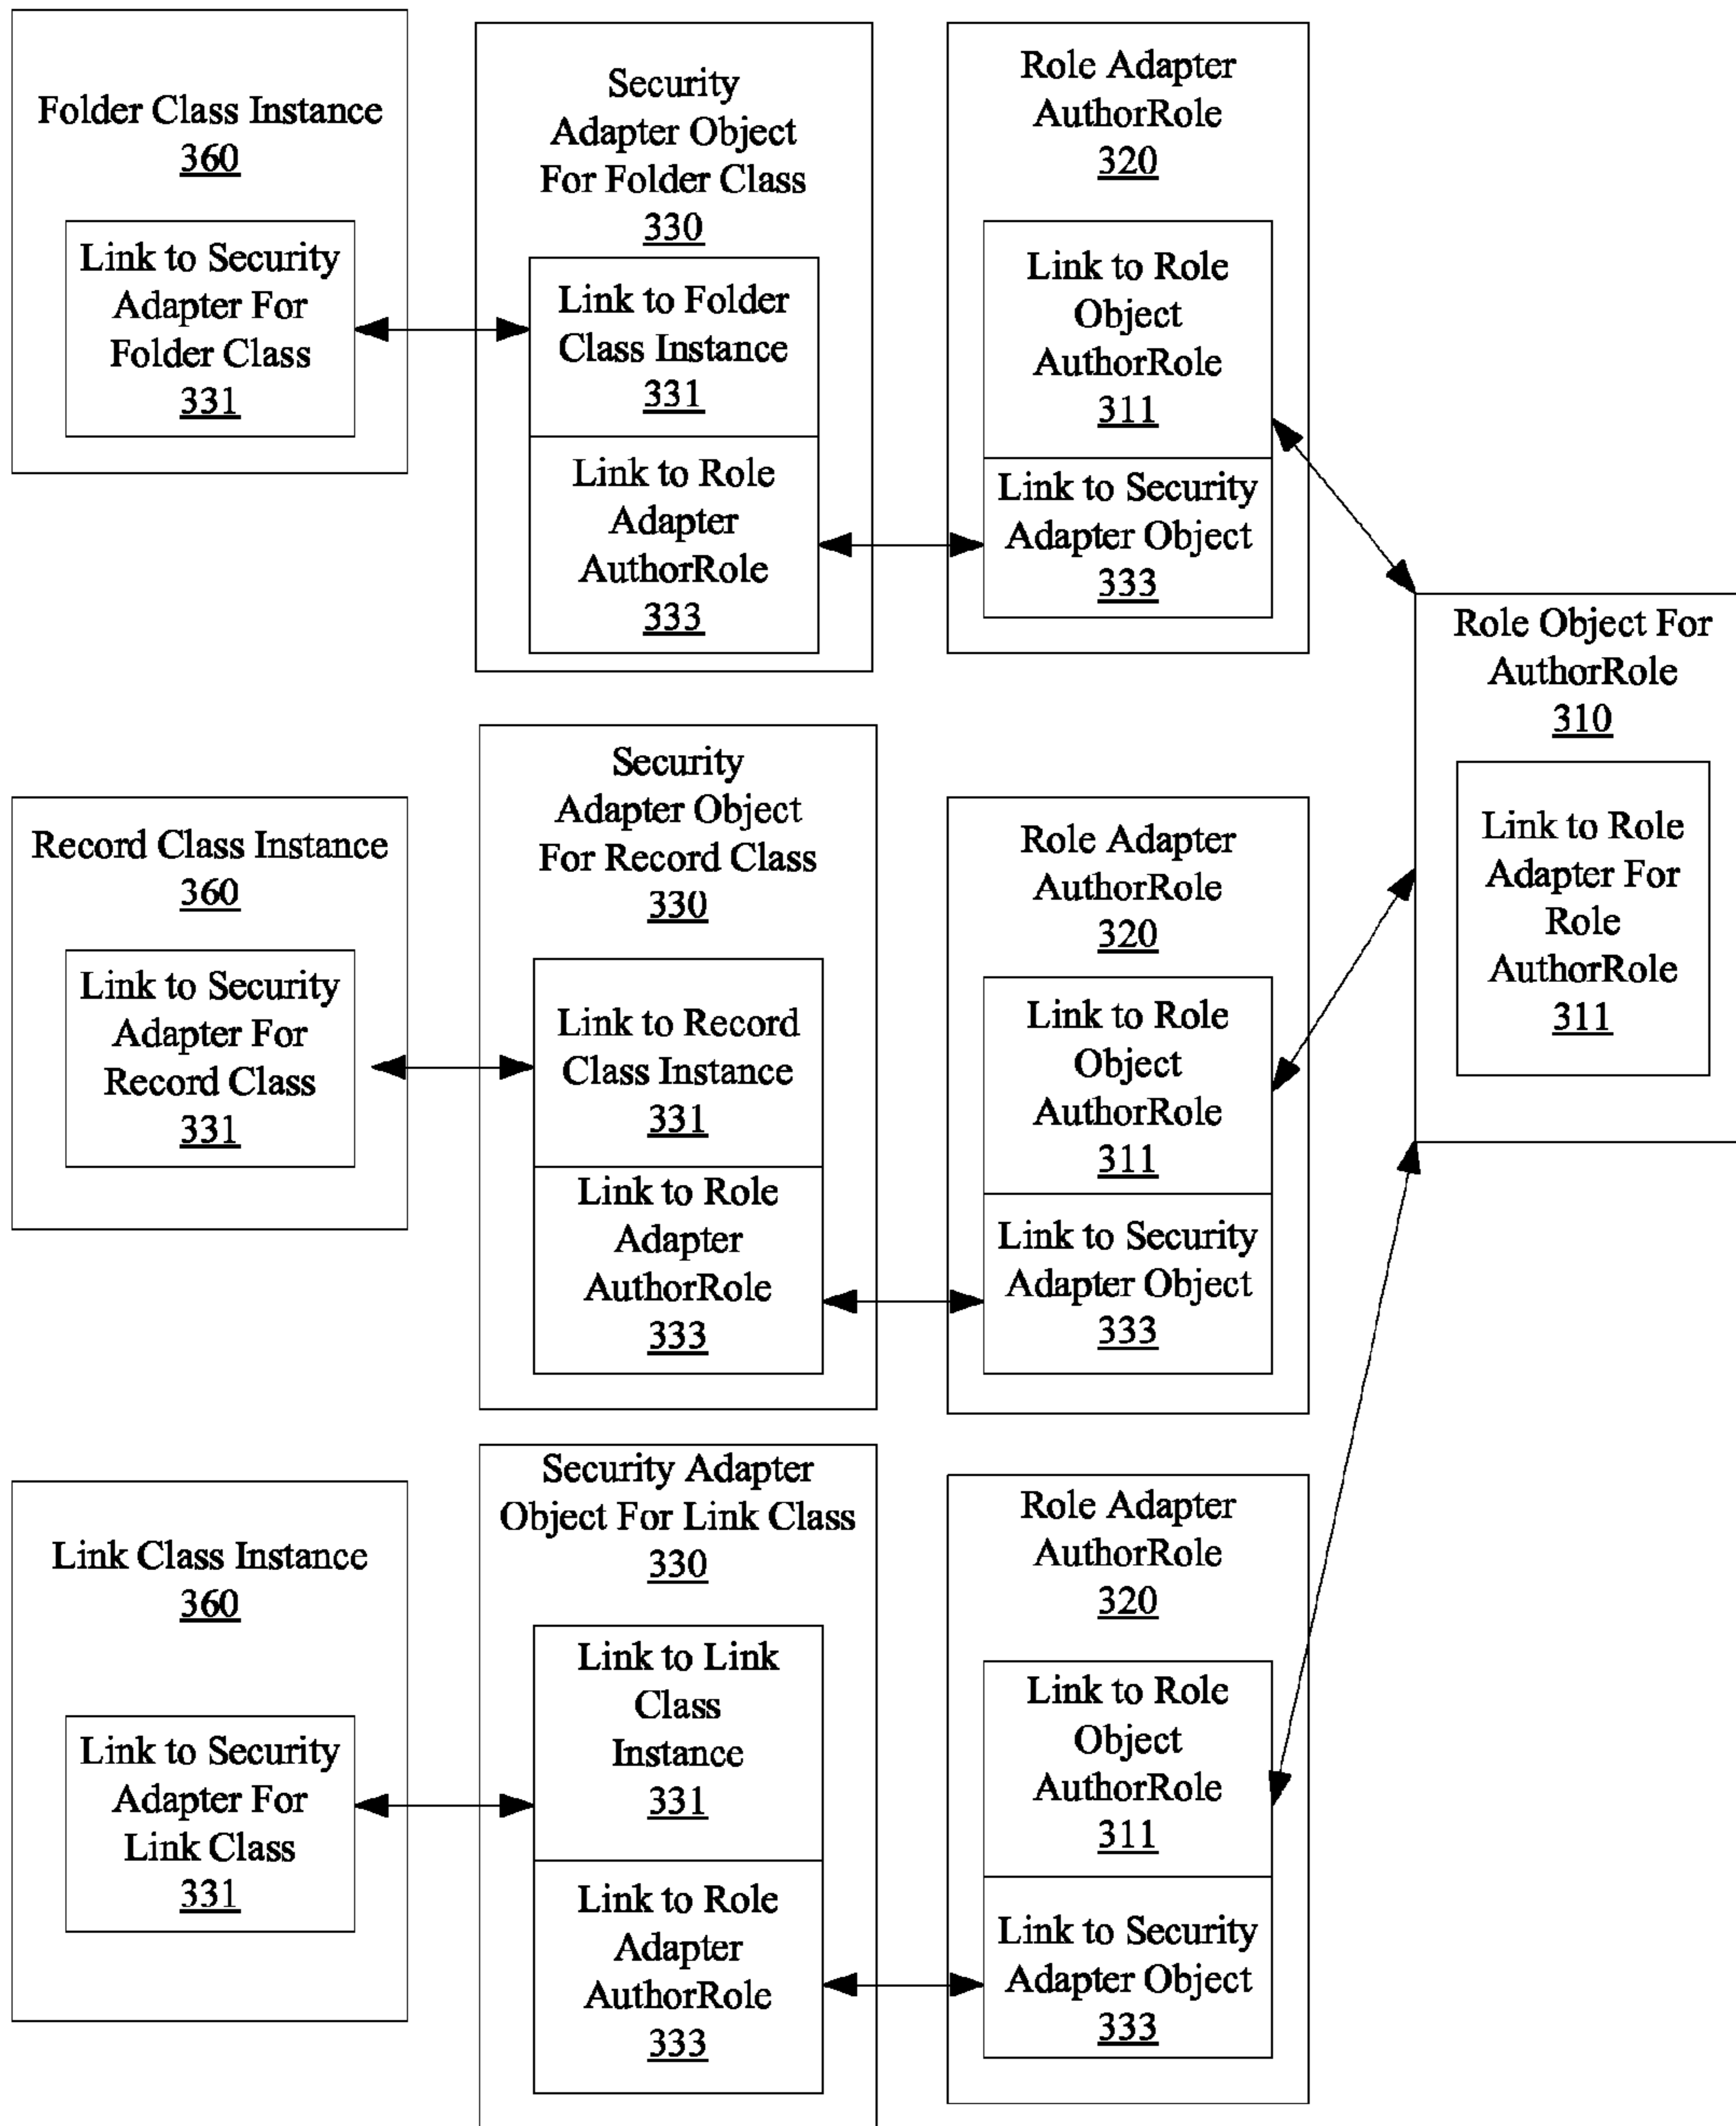 Folder Class Instance
360
Link to Security
Adapter For
Folder Class
331
Security
Adapter Object
For Folder Class
330
Link to Folder
Class Instance
331
Link to Role
Adapter
AuthorRole
333
Role Adapter
AuthorRole
320
Link to Role
Object
AuthorRole
311
Link to Security
Adapter Object
333
Role Object For
AuthorRole
310
Link to Role
Adapter For
Role
AuthorRole
311
Record Class Instance
360
Link to Security
Adapter For
Record Class
331
Security
Adapter Object
For Record Class
330
Link to Record
Class Instance
331
Link to Role
Adapter
AuthorRole
333
Role Adapter
AuthorRole
320
Link to Role
Object
AuthorRole
311
Link to Security
Adapter Object
333
Link Class Instance
360
Link to Security
Adapter For
Link Class
331
Security Adapter
Object For Link Class
330
Link to Link
Class
Instance
331
Link to Role
Adapter
AuthorRole
333
Role Adapter
AuthorRole
320
Link to Role
Object
AuthorRole
311
Link to Security
Adapter Object
333